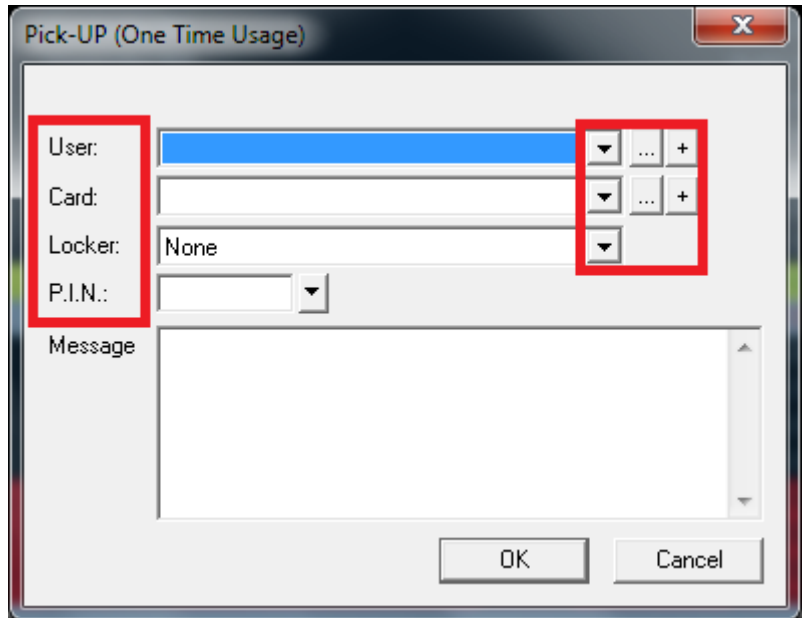 Pick-UP (One Time Usage)
User: ... +
Card: ... +
Locker: None
P.I.N.:
Message
OK Cancel